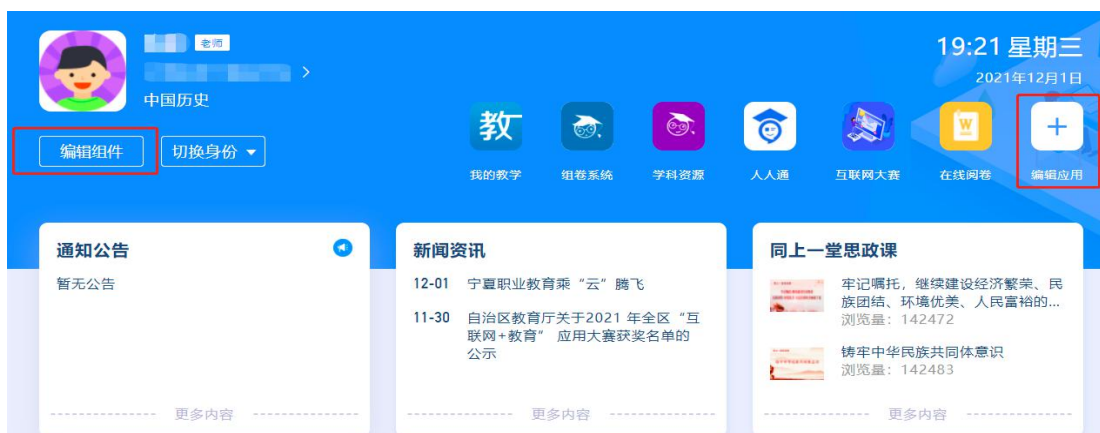 老师
19:21 星期三
2021年12月1日
中国历史
编辑组件
切换身份
教
我的教学
组卷系统
学科资源
人人通
互联网大赛
W
在线阅卷
编辑应用
通知公告
暂无公告
更多内容
新闻资讯
12-01 宁夏职业教育乘“云”腾飞
11-30 自治区教育厅关于2021 年全区“互
联网+教育” 应用大赛获奖名单的
公示
更多内容
同上一堂思政课
牢记嘱托，继续建设经济繁荣、民
族团结、环境优美、人民富裕的...
浏览量：142472
铸牢中华民族共同体意识
浏览量：142483
更多内容